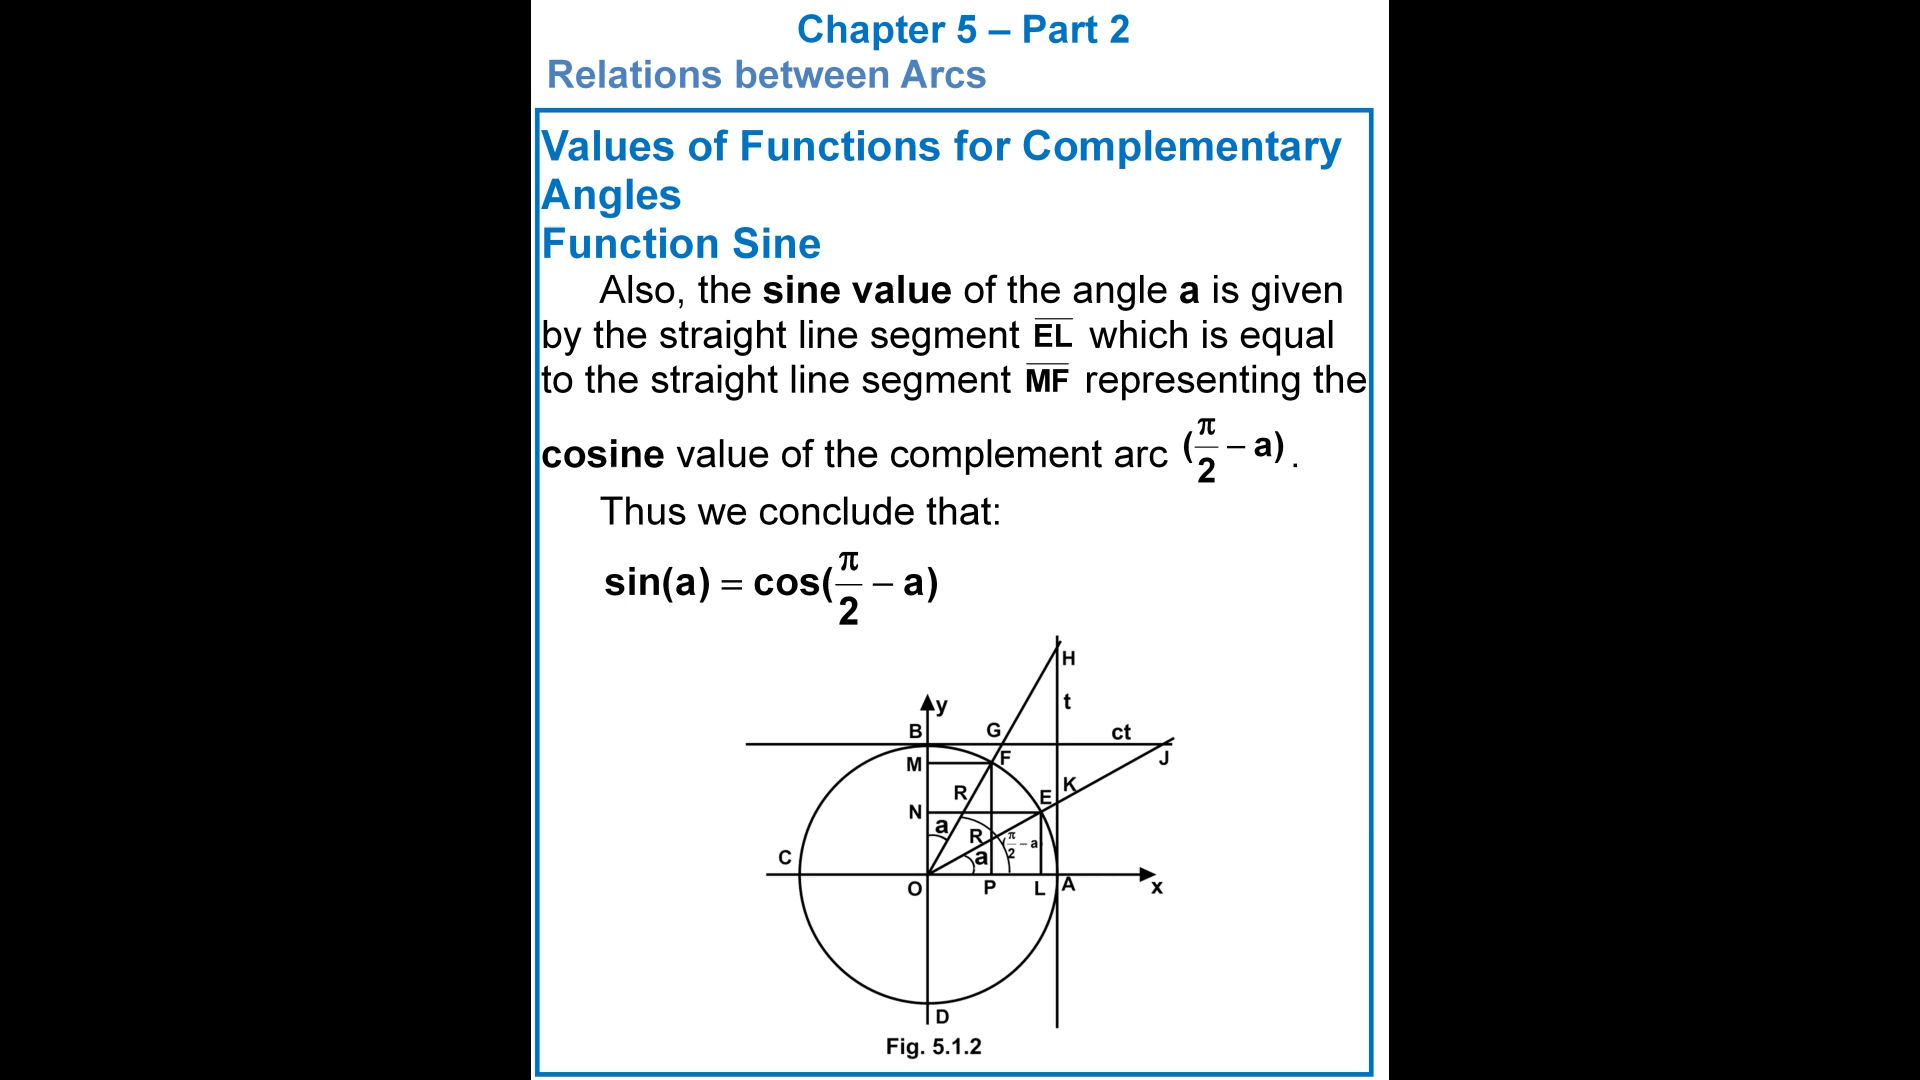 Chapter 5 – Part 2
Relations between Arcs
Values of Functions for Complementary
Angles
Function Sine
Also, the sine value of the angle a is given
by the straight line segment E̅L̅ which is equal
to the straight line segment M̅F̅ representing the
cosine value of the complement arc (π/2 – a).
Thus we conclude that:
sin(a) = cos(π/2 – a)
H
y
t
B
G
ct
M
F
J
R
K
N
E
a
R
π/2 – a
C
a
O
P
L
A
x
D
Fig. 5.1.2